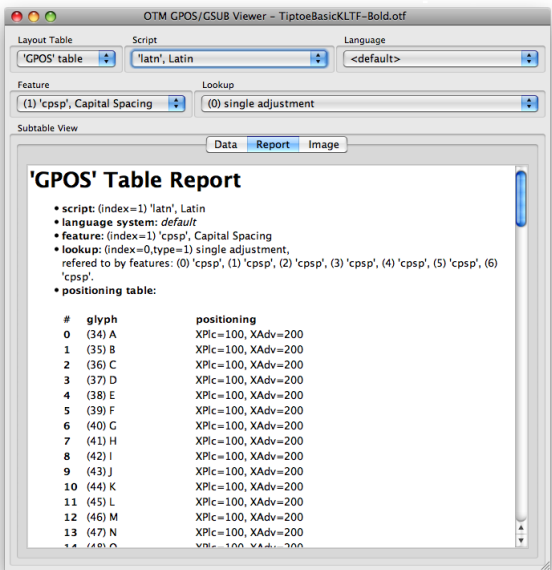 OTM GPOS/GSUB Viewer – TiptoeBasicKLTF-Bold.otf
Layout Table Script Language
'GPOS' table 'latn', Latin <default>
Feature Lookup
(1) 'cpsp', Capital Spacing (0) single adjustment
Subtable View
Data Report Image
'GPOS' Table Report
• script: (index=1) 'latn', Latin
• language system: default
• feature: (index=1) 'cpsp', Capital Spacing
• lookup: (index=0,type=1) single adjustment,
refered to by features: (0) 'cpsp', (1) 'cpsp', (2) 'cpsp', (3) 'cpsp', (4) 'cpsp', (5) 'cpsp', (6)
'cpsp'.
• positioning table:
# glyph positioning
0 (34) A XPlc=100, XAdv=200
1 (35) B XPlc=100, XAdv=200
2 (36) C XPlc=100, XAdv=200
3 (37) D XPlc=100, XAdv=200
4 (38) E XPlc=100, XAdv=200
5 (39) F XPlc=100, XAdv=200
6 (40) G XPlc=100, XAdv=200
7 (41) H XPlc=100, XAdv=200
8 (42) I XPlc=100, XAdv=200
9 (43) J XPlc=100, XAdv=200
10 (44) K XPlc=100, XAdv=200
11 (45) L XPlc=100, XAdv=200
12 (46) M XPlc=100, XAdv=200
13 (47) N XPlc=100, XAdv=200
14 (48) O XPlc=100, XAdv=200